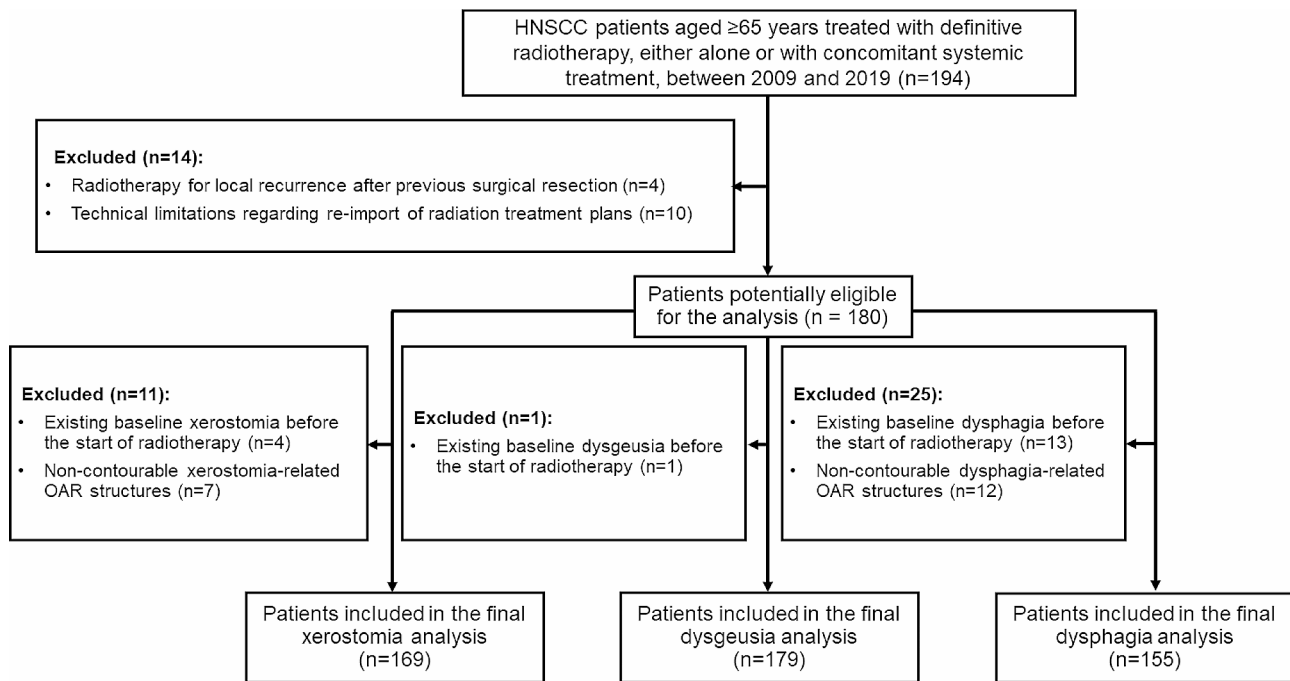 HNSCC patients aged ≥65 years treated with definitive
radiotherapy, either alone or with concomitant systemic
treatment, between 2009 and 2019 (n=194)
Excluded (n=14):
• Radiotherapy for local recurrence after previous surgical resection (n=4)
• Technical limitations regarding re-import of radiation treatment plans (n=10)
Patients potentially eligible
for the analysis (n = 180)
Excluded (n=11):
• Existing baseline xerostomia before
the start of radiotherapy (n=4)
• Non-contourable xerostomia-related
OAR structures (n=7)
Excluded (n=1):
• Existing baseline dysgeusia before
the start of radiotherapy (n=1)
Excluded (n=25):
• Existing baseline dysphagia before
the start of radiotherapy (n=13)
• Non-contourable dysphagia-related
OAR structures (n=12)
Patients included in the final
xerostomia analysis
(n=169)
Patients included in the final
dysgeusia analysis
(n=179)
Patients included in the final
dysphagia analysis
(n=155)